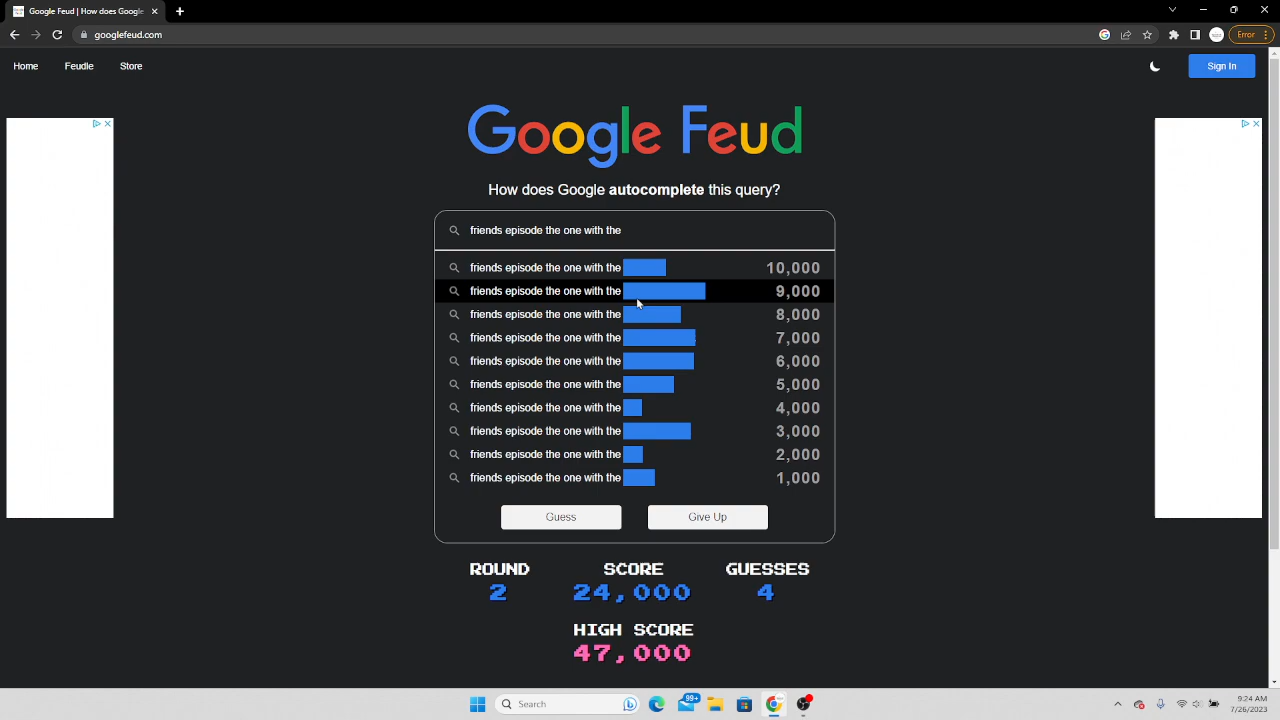 Google Feud | How does Google
googlefeud.com
Error
Home Feudle Store
Sign In
Google Feud
How does Google autocomplete this query?
friends episode the one with the
friends episode the one with the 10,000
friends episode the one with the 9,000
friends episode the one with the 8,000
friends episode the one with the 7,000
friends episode the one with the 6,000
friends episode the one with the 5,000
friends episode the one with the 4,000
friends episode the one with the 3,000
friends episode the one with the 2,000
friends episode the one with the 1,000
Guess Give Up
ROUND SCORE GUESSES
2 24,000 4
HIGH SCORE
47,000
Search
99+
9:24 AM
7/26/2023